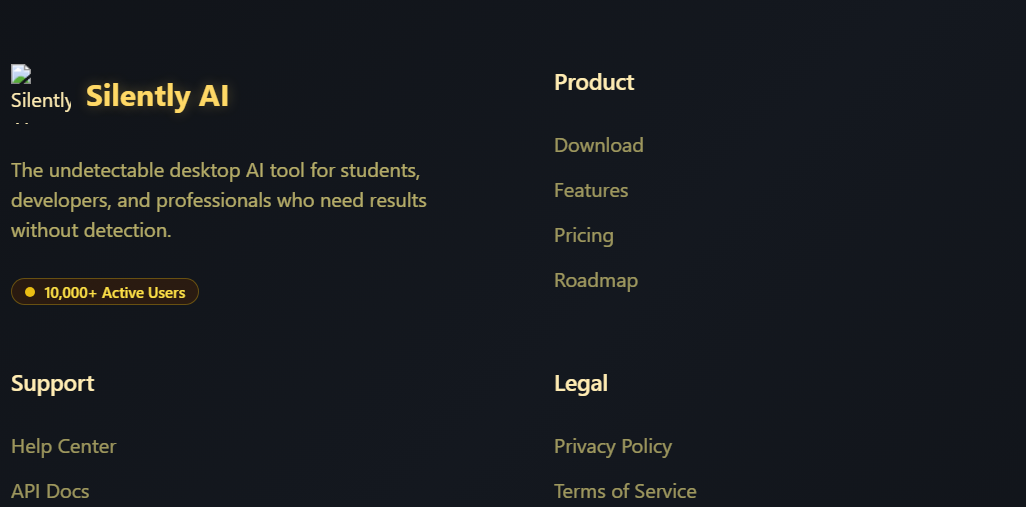 Silently
Silently AI
The undetectable desktop AI tool for students,
developers, and professionals who need results
without detection.
10,000+ Active Users
Product
Download
Features
Pricing
Roadmap
Support
Help Center
API Docs
Legal
Privacy Policy
Terms of Service